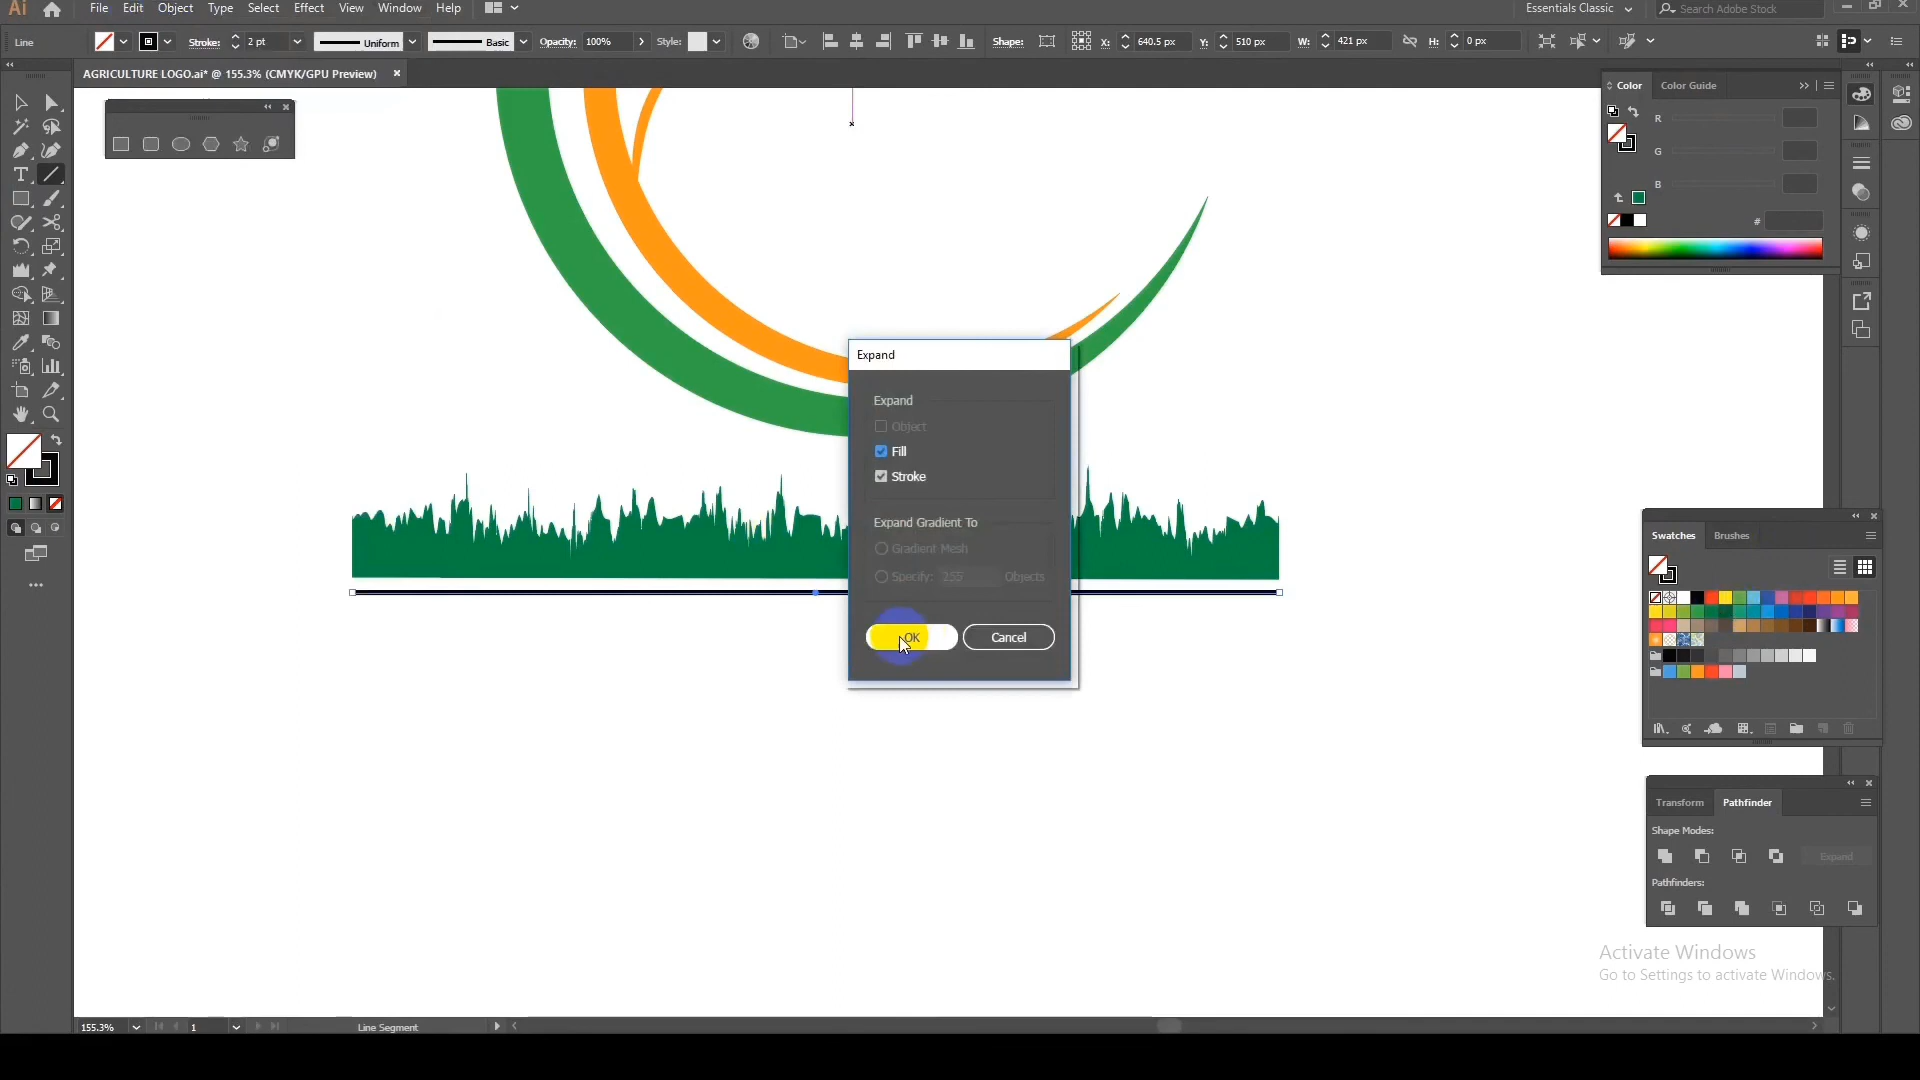 Ai File Edit Object Type Select Effect View Window Help Essentials Classic Search Adobe Stock
Line Stroke: 2 pt Uniform Basic Opacity: 100% Style: Shape: X: 640.5 px Y: 510 px W: 421 px H: 0 px
AGRICULTURE LOGO.ai* @ 155.3% (CMYK/GPU Preview)
Color Color Guide
R
G
B
#
Expand
Expand
Object
Fill
Stroke
Expand Gradient To
Gradient Mesh
Specify: 255 Objects
OK Cancel
Swatches Brushes
Transform Pathfinder
Shape Modes:
Expand
Pathfinders:
Activate Windows
Go to Settings to activate Windows.
155.3% 1 Line Segment